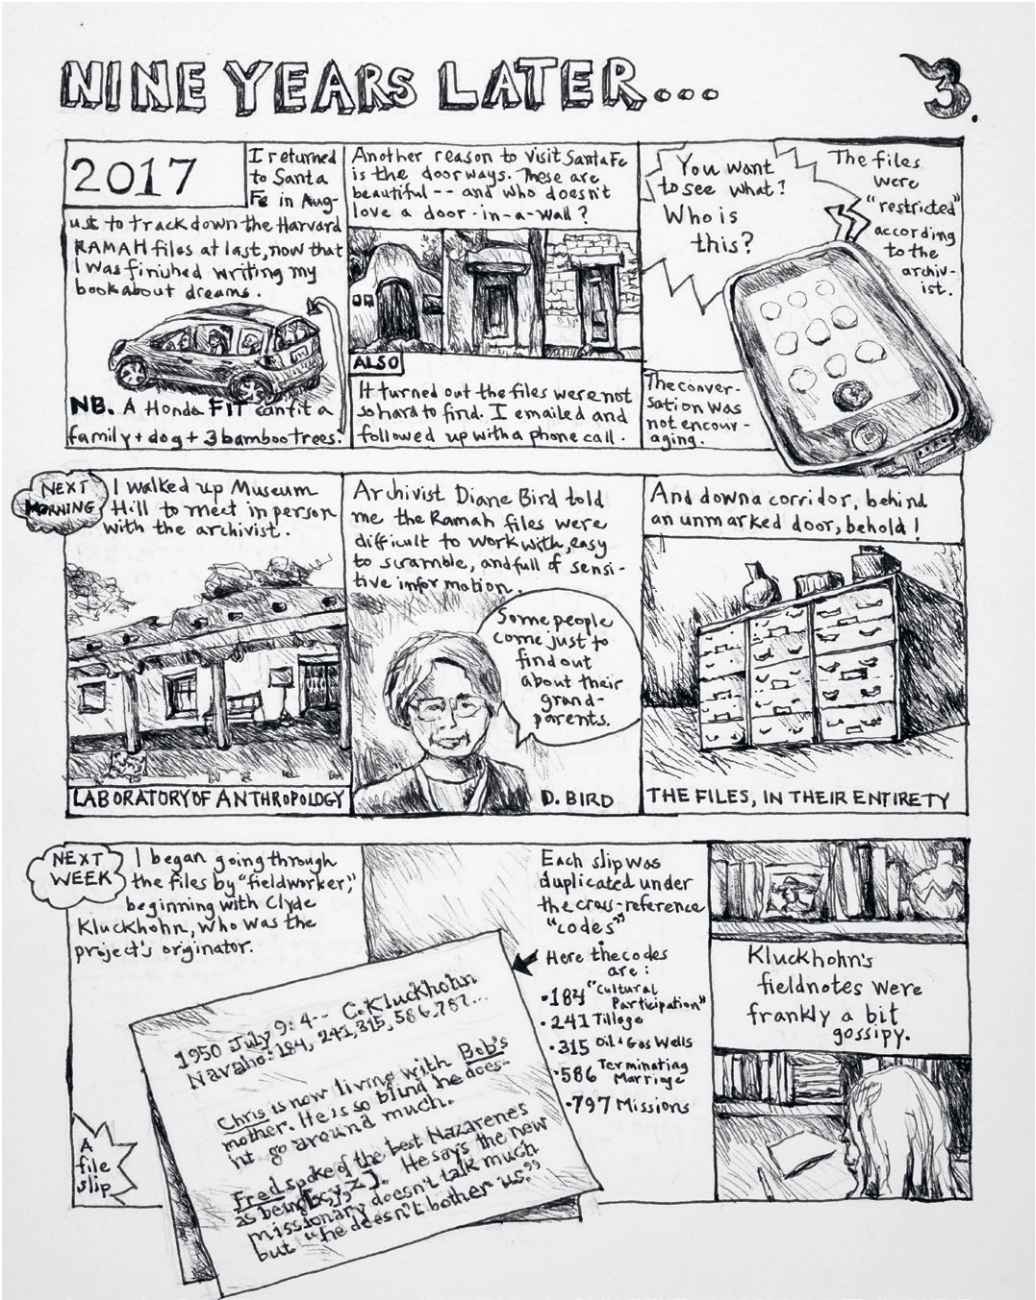 NINE YEARS LATER...
3.
2017
I returned
to Santa
Fe in Aug-
ust to track down the Harvard
RAMAH files at last, now that
I was finished writing my
book about dreams.
NB. A Honda FIT can fit a
family + dog + 3 bamboo trees.
Another reason to visit Santa Fe
is the doorways. These are
beautiful -- and who doesn't
love a door-in-a-wall?
ALSO
It turned out the files were not
so hard to find. I emailed and
followed up with a phone call.
You want
to see what?
Who is
this?
The files
were
"restricted"
according
to the
archiv-
ist.
The conver-
sation was
not encour-
aging.
NEXT
MORNING
I walked up Museum
Hill to meet in person
with the archivist.
LABORATORY OF ANTHROPOLOGY
Archivist Diane Bird told
me the Ramah files were
difficult to work with, easy
to scramble, and full of sensi-
tive information.
Some people
come just to
find out
about their
grand-
parents.
D. BIRD
And down a corridor, behind
an unmarked door, behold!
THE FILES, IN THEIR ENTIRETY
NEXT
WEEK
I began going through
the files by "fieldworker,"
beginning with Clyde
Kluckhohn, who was the
project's orginator.
A
file
slip
1950 July 9: 4-- C. Kluckhohn
Navaho: 184, 241, 315, 586, 787...
Chris is now living with Bob's
mother. He is so blind he does-
n't go around much.
Fred spoke of the best Nazarenes
as being [x, y, z]. He says the new
missionary doesn't talk much
but "he doesn't bother us."
Each slip was
duplicated under
the cross-reference
"codes"
Here the codes
are:
•184 "Cultural
Participation"
•241 Tillage
•315 Oil + Gas Wells
•586 Terminating
Marriage
•797 Missions
Kluckhohn's
fieldnotes were
frankly a bit
gossipy.